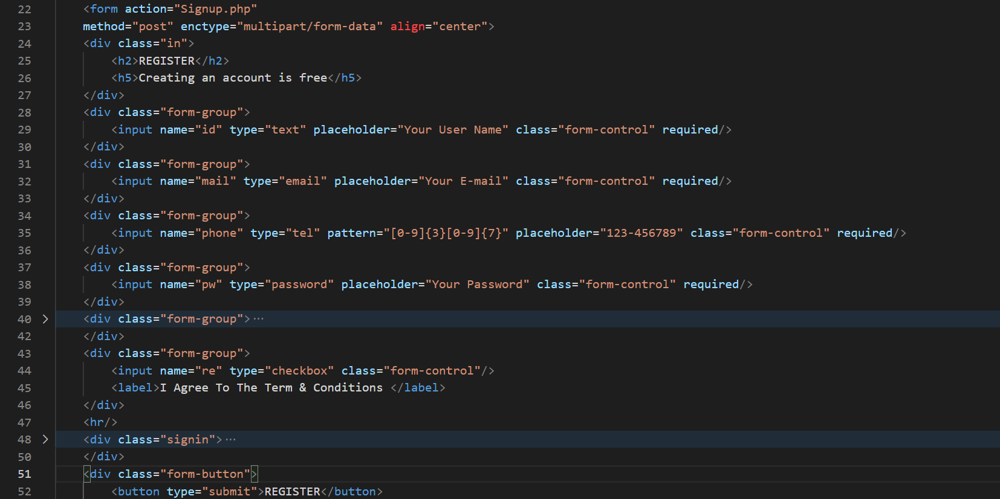 22 <form action="Signup.php"
23 method="post" enctype="multipart/form-data" align="center">
24 <div class="in">
25 <h2>REGISTER</h2>
26 <h5>Creating an account is free</h5>
27 </div>
28 <div class="form-group">
29 <input name="id" type="text" placeholder="Your User Name" class="form-control" required/>
30 </div>
31 <div class="form-group">
32 <input name="mail" type="email" placeholder="Your E-mail" class="form-control" required/>
33 </div>
34 <div class="form-group">
35 <input name="phone" type="tel" pattern="[0-9]{3}[0-9]{7}" placeholder="123-456789" class="form-control" required/>
36 </div>
37 <div class="form-group">
38 <input name="pw" type="password" placeholder="Your Password" class="form-control" required/>
39 </div>
40 <div class="form-group">···
42 </div>
43 <div class="form-group">
44 <input name="re" type="checkbox" class="form-control"/>
45 <label>I Agree To The Term & Conditions </label>
46 </div>
47 <hr/>
48 <div class="signin">···
50 </div>
51 <div class="form-button">
52 <button type="submit">REGISTER</button>